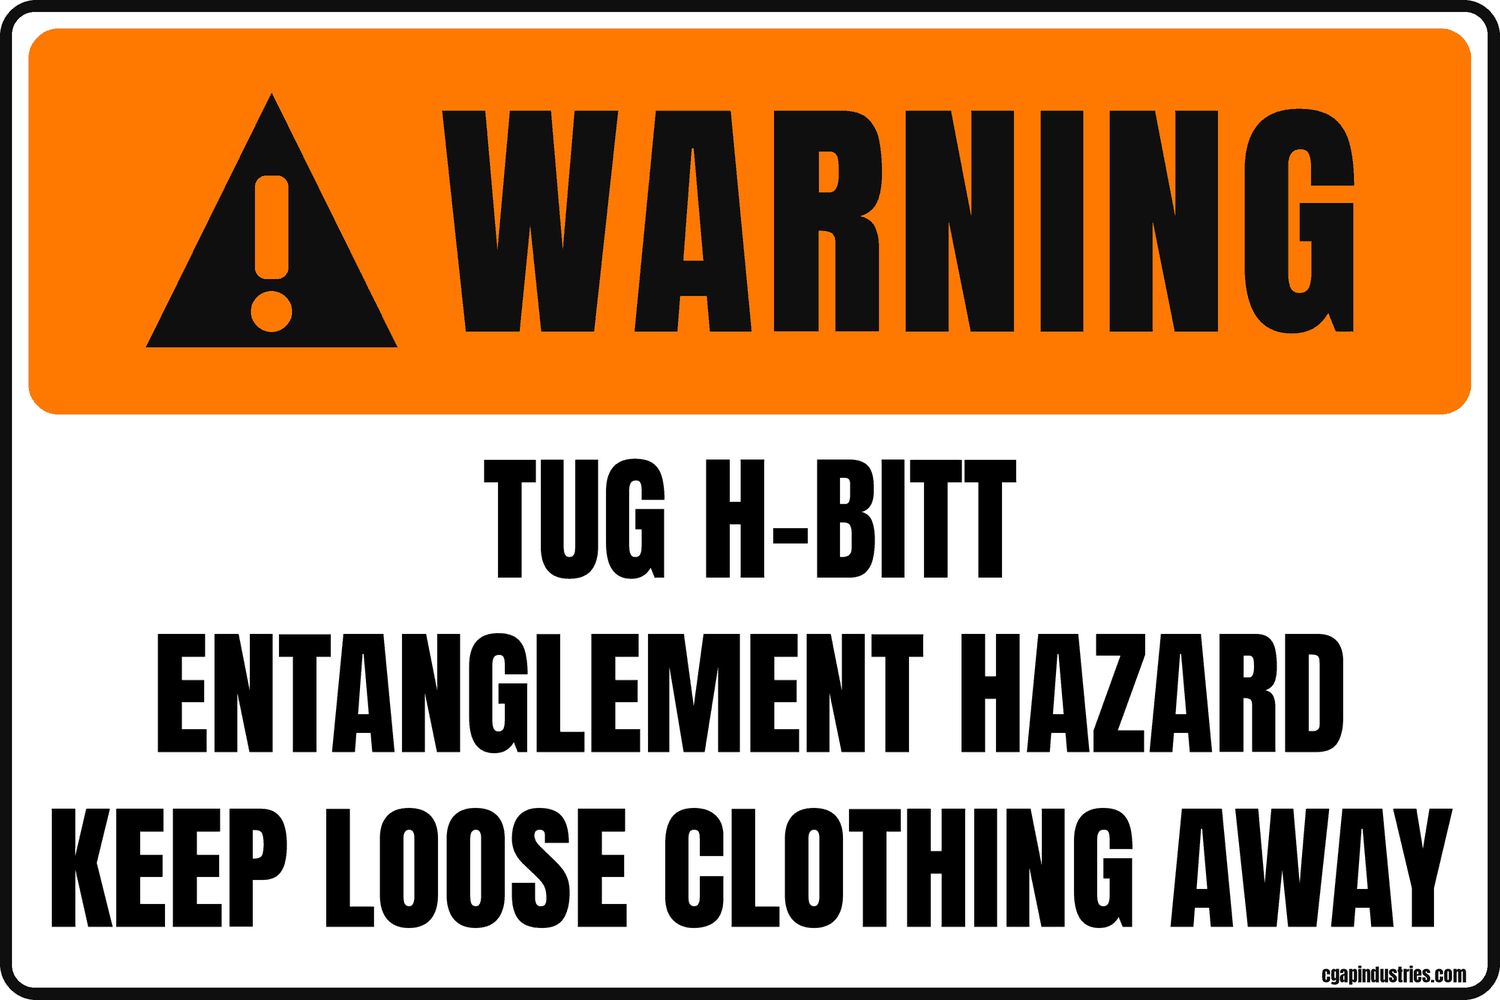 WARNING
TUG H-BITT
ENTANGLEMENT HAZARD
KEEP LOOSE CLOTHING AWAY
cgapindustries.com